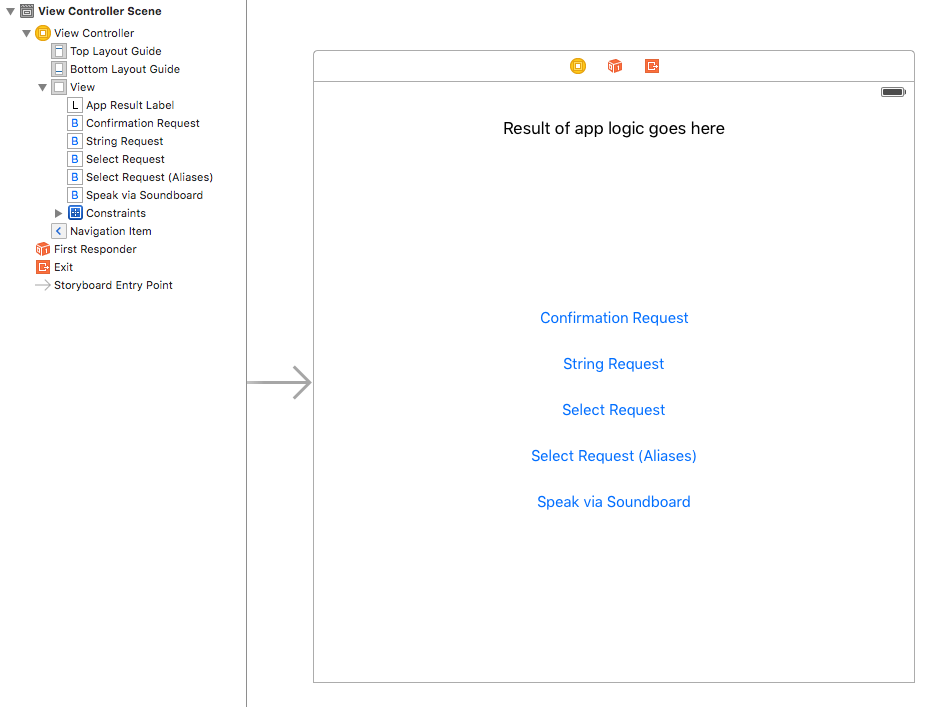 View Controller Scene
View Controller
Top Layout Guide
Bottom Layout Guide
View
L App Result Label
B Confirmation Request
B String Request
B Select Request
B Select Request (Aliases)
B Speak via Soundboard
Constraints
Navigation Item
First Responder
Exit
Storyboard Entry Point
Result of app logic goes here
Confirmation Request
String Request
Select Request
Select Request (Aliases)
Speak via Soundboard